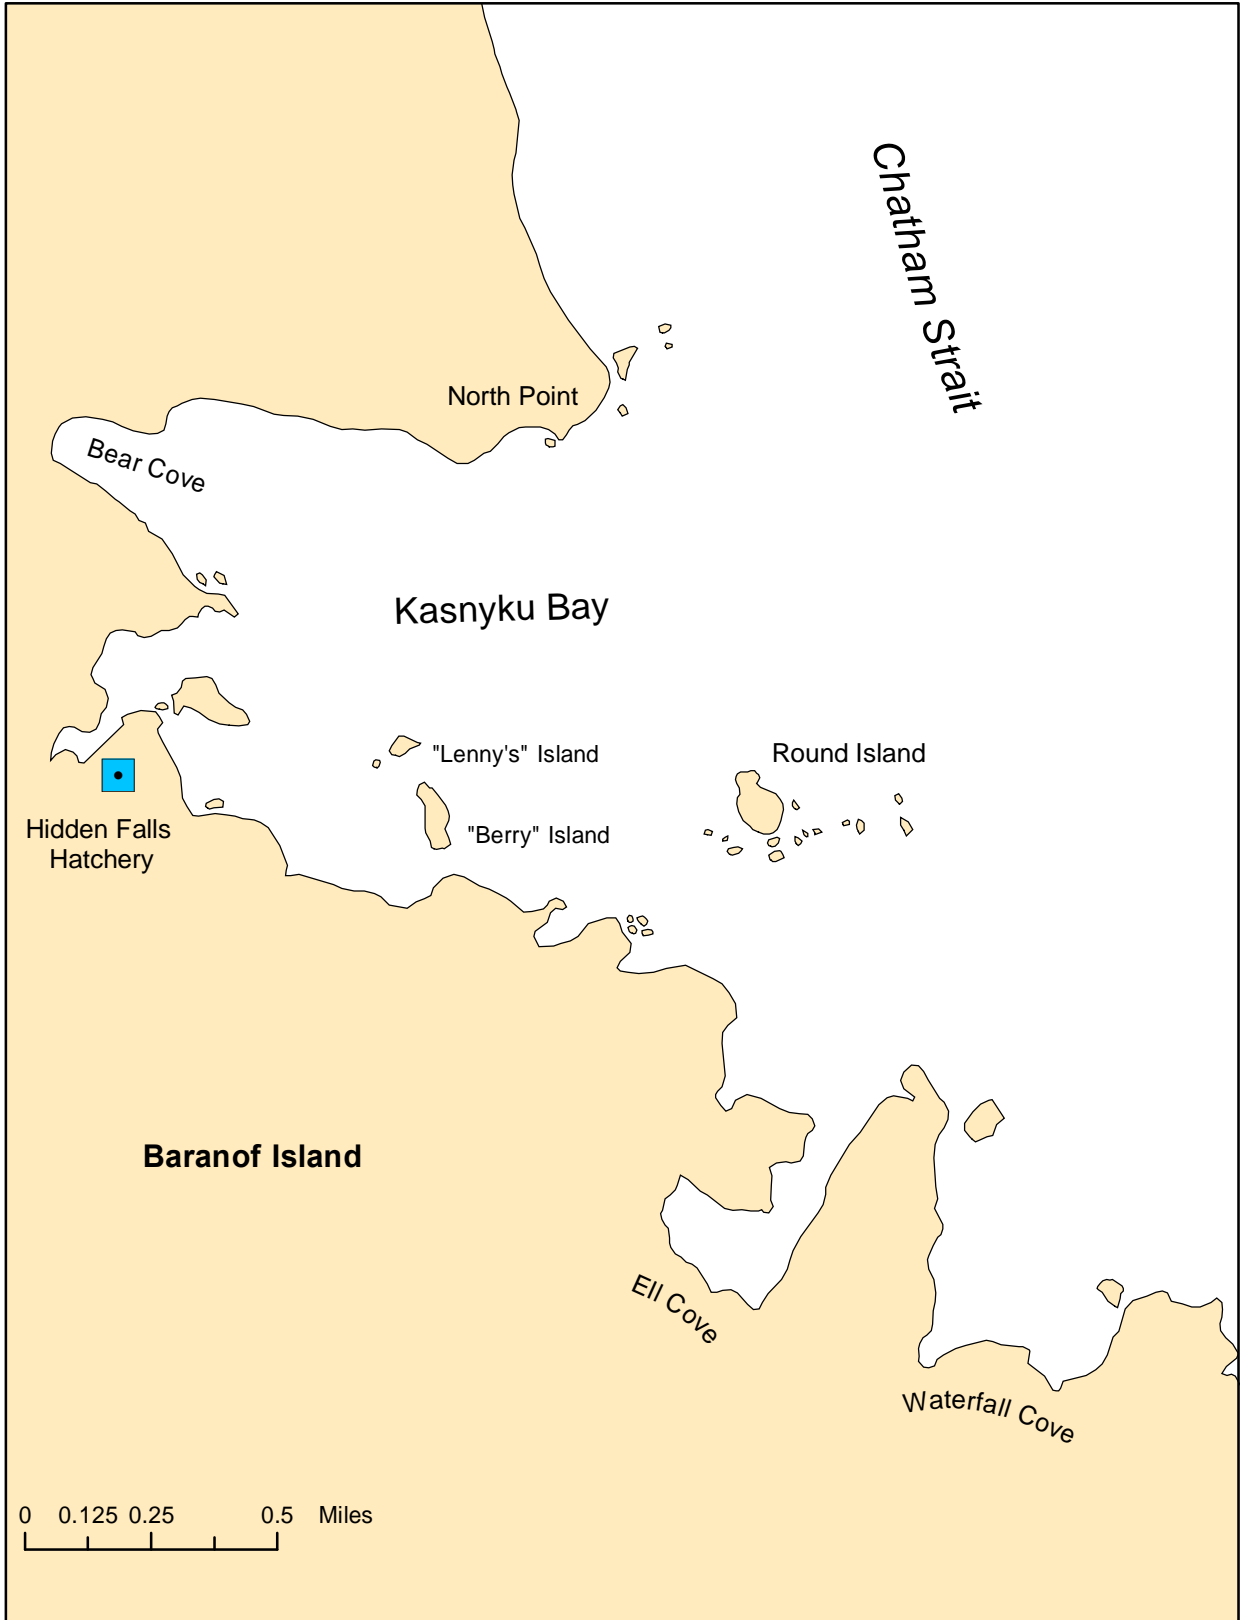 Chatham Strait
North Point
Bear Cove
Kasnyku Bay
"Lenny's" Island
Round Island
"Berry" Island
Hidden Falls
Hatchery
Baranof Island
Ell Cove
Waterfall Cove
0 0.125 0.25 0.5 Miles